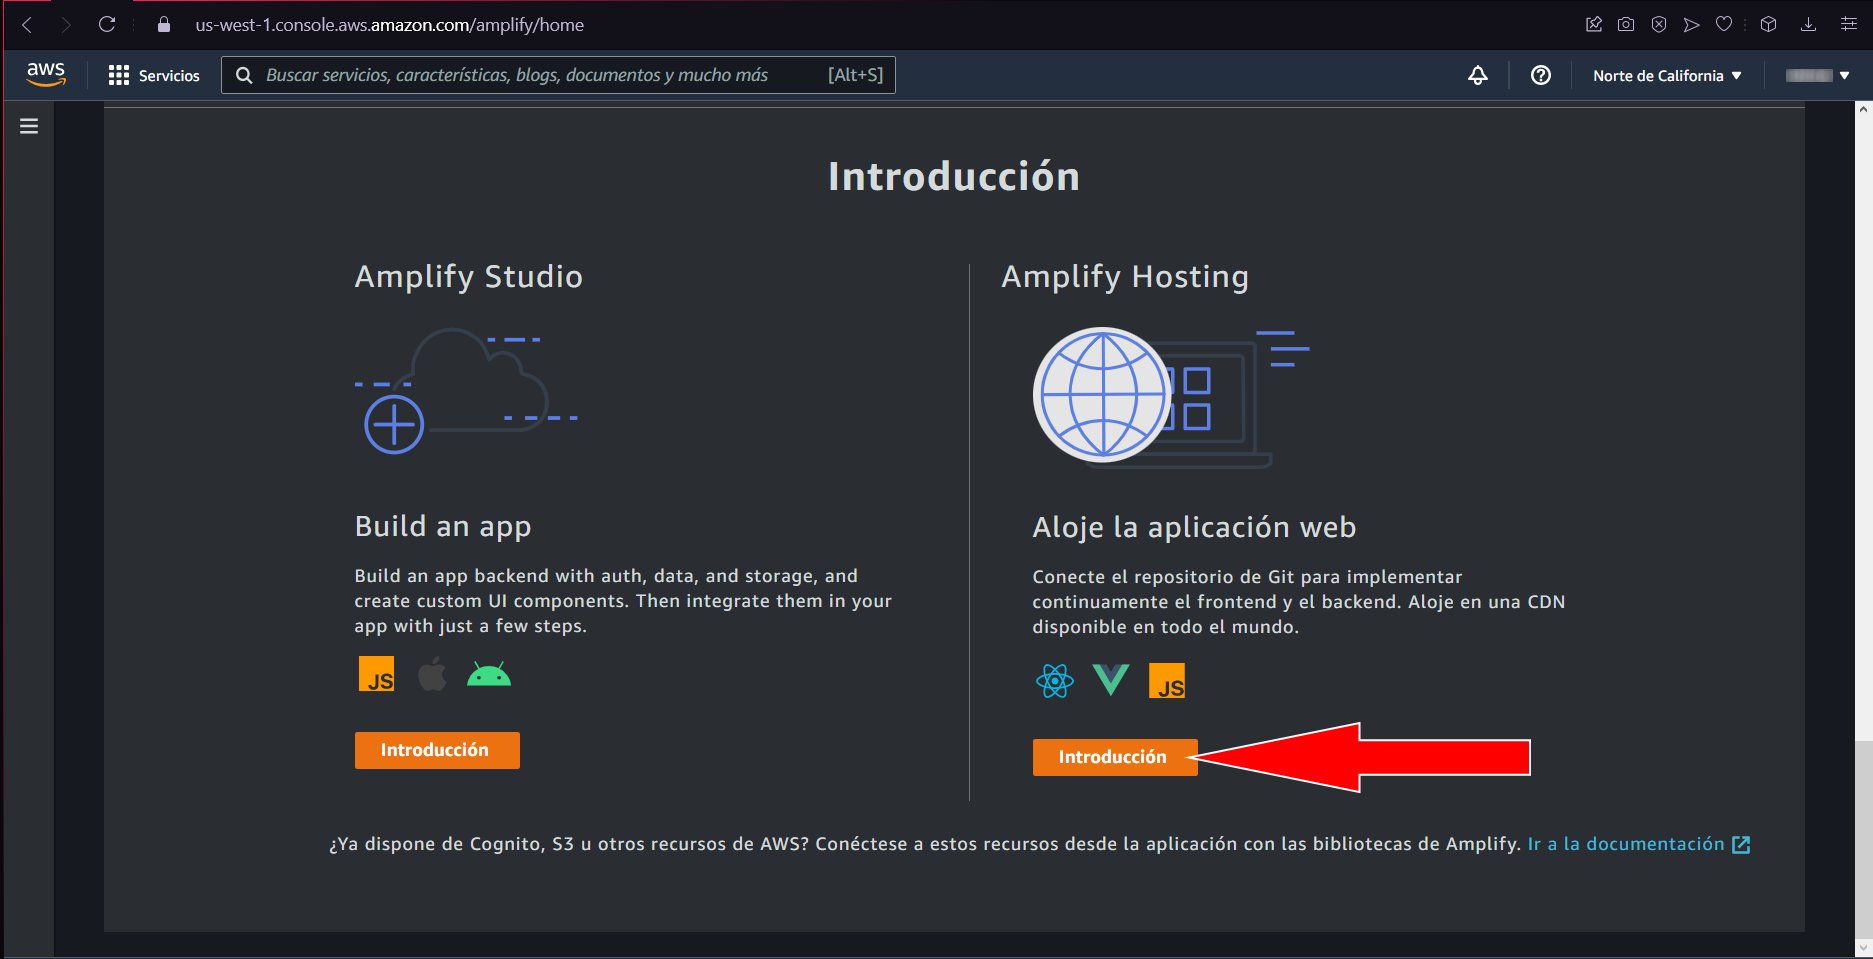 us-west-1.console.aws.amazon.com/amplify/home
aws
Servicios
Buscar servicios, características, blogs, documentos y mucho más [Alt+S]
Norte de California
Introducción
Amplify Studio
Build an app
Build an app backend with auth, data, and storage, and
create custom UI components. Then integrate them in your
app with just a few steps.
JS
Introducción
Amplify Hosting
Aloje la aplicación web
Conecte el repositorio de Git para implementar
continuamente el frontend y el backend. Aloje en una CDN
disponible en todo el mundo.
JS
Introducción
¿Ya dispone de Cognito, S3 u otros recursos de AWS? Conéctese a estos recursos desde la aplicación con las bibliotecas de Amplify. Ir a la documentación